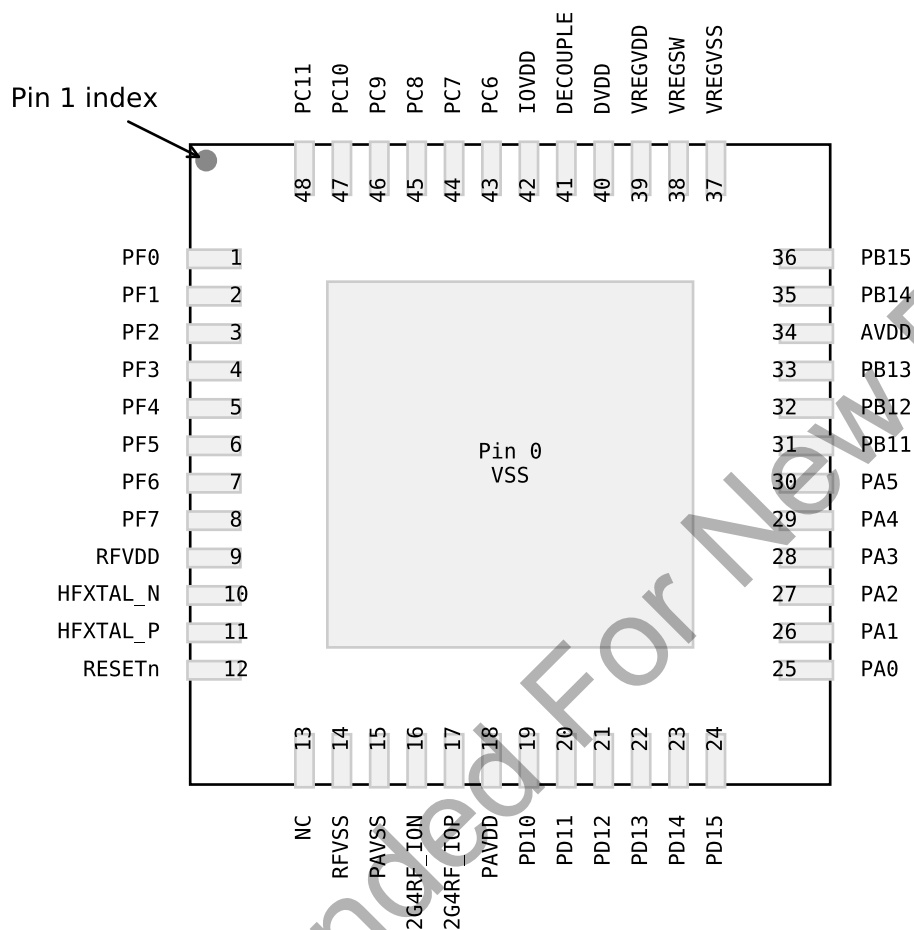 PC11
PC10
PC9
PC8
PC7
PC6
IOVDD
DECOUPLE
DVDD
VREGVDD
VREGSW
VREGVSS
Pin 1 index
48
47
46
45
44
43
42
41
40
39
38
37
PF0 1
PF1 2
PF2 3
PF3 4
PF4 5
PF5 6
PF6 7
PF7 8
RFVDD 9
HFXTAL_N 10
HFXTAL_P 11
RESETn 12
Pin 0
VSS
36 PB15
35 PB14
34 AVDD
33 PB13
32 PB12
31 PB11
30 PA5
29 PA4
28 PA3
27 PA2
26 PA1
25 PA0
13
14
15
16
17
18
19
20
21
22
23
24
NC
RFVSS
PAVSS
2G4RF_ION
2G4RF_IOP
PAVDD
PD10
PD11
PD12
PD13
PD14
PD15
nded For New